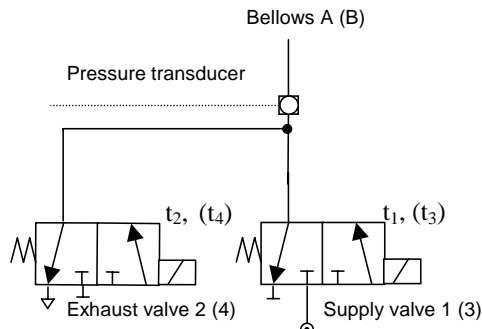 Bellows A (B)
Pressure transducer
t₂, (t₄)
t₁, (t₃)
Exhaust valve 2 (4)
Supply valve 1 (3)